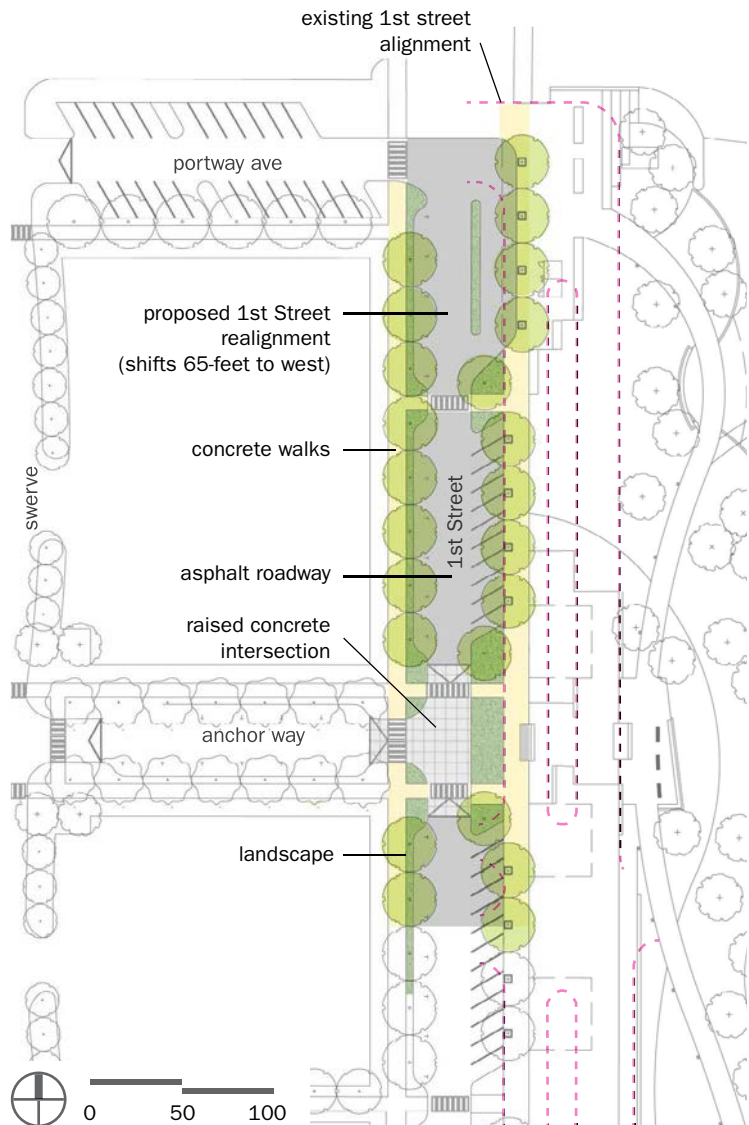 existing 1st street
alignment
portway ave
proposed 1st Street
realignment
(shifts 65-feet to west)
concrete walks
swerve
1st Street
asphalt roadway
raised concrete
intersection
anchor way
landscape
0 50 100